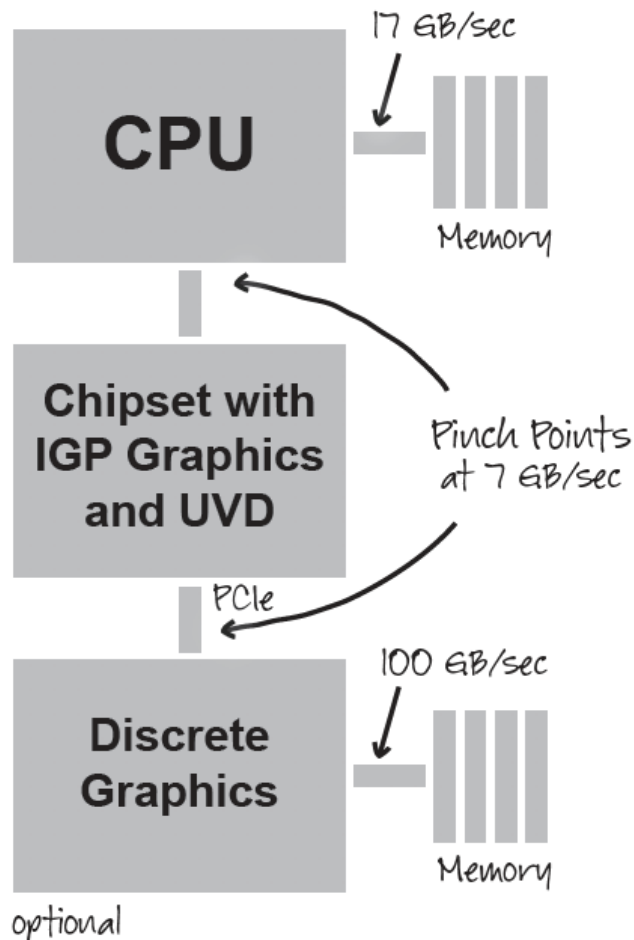 17 GB/sec
CPU
Memory
Chipset with
IGP Graphics
and UVD
Pinch Points
at 7 GB/sec
PCIe
100 GB/sec
Discrete
Graphics
Memory
optional